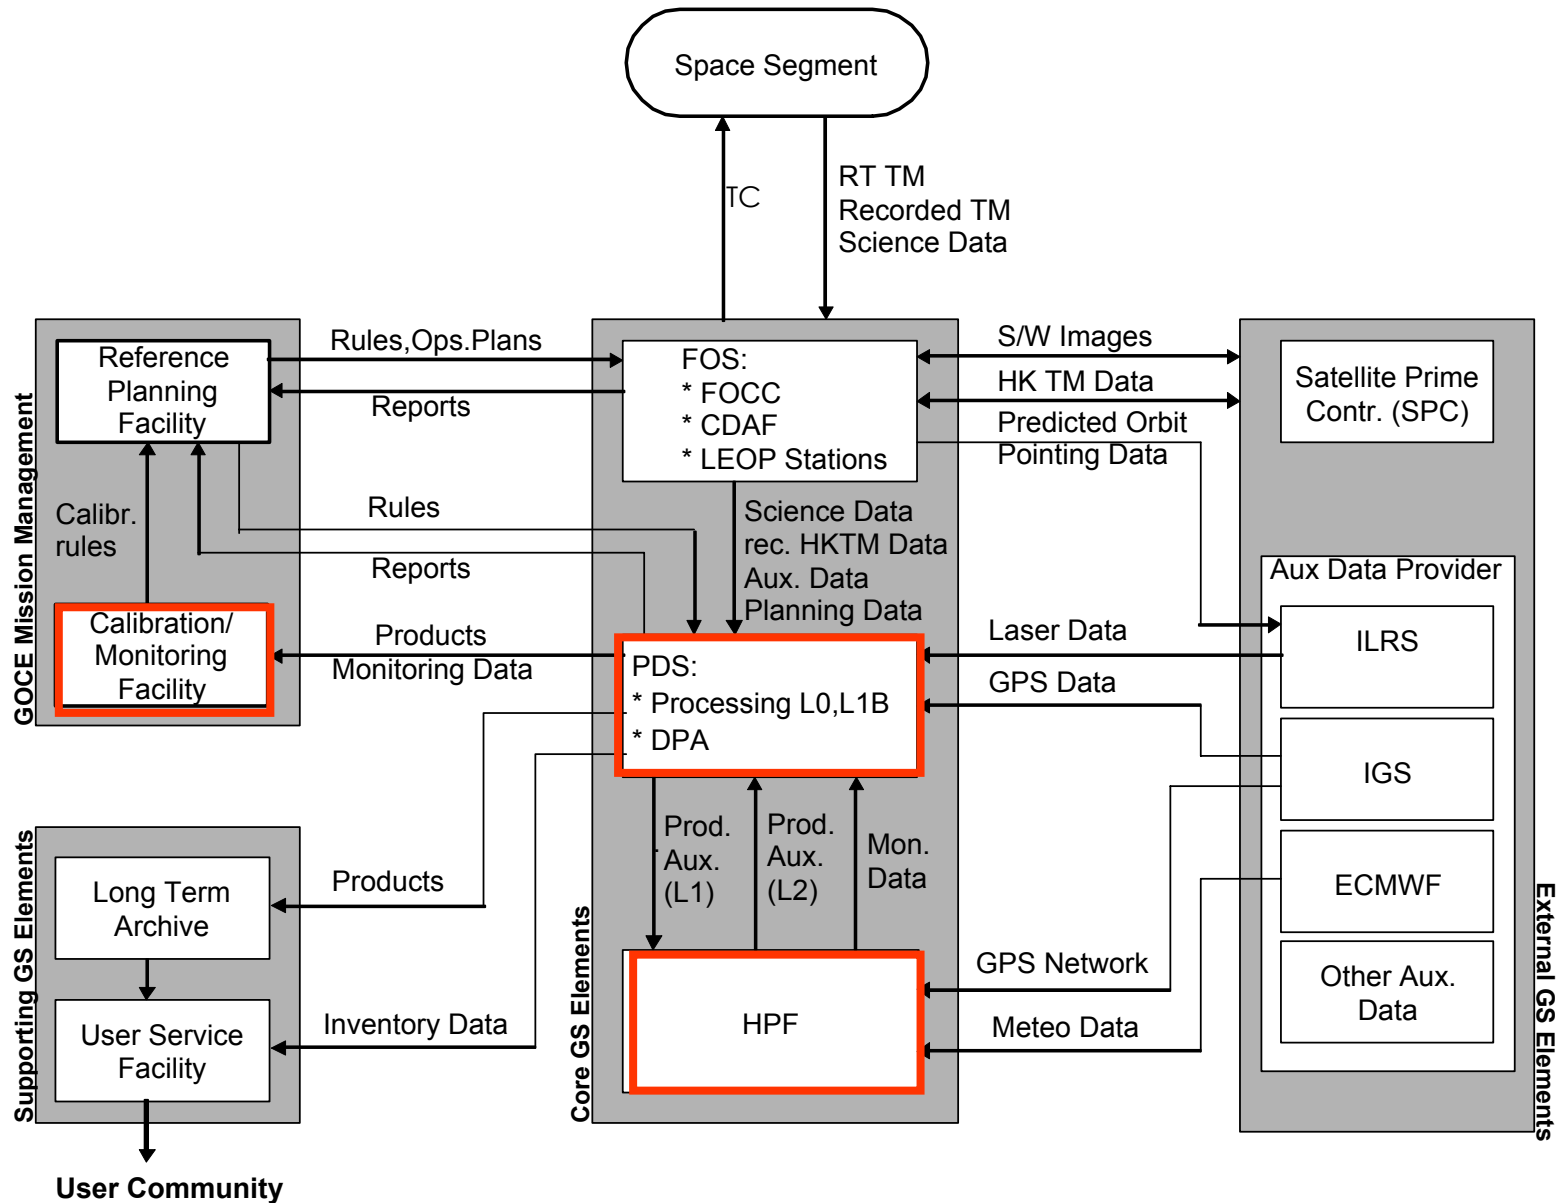 Space Segment
TC
RT TM
Recorded TM
Science Data
GOCE Mission Management
Reference
Planning
Facility
Calibr.
rules
Calibration/
Monitoring
Facility
Rules,Ops.Plans
Reports
Rules
Reports
Products
Monitoring Data
Core GS Elements
FOS:
* FOCC
* CDAF
* LEOP Stations
Science Data
rec. HKTM Data
Aux. Data
Planning Data
PDS:
* Processing L0,L1B
* DPA
Prod.
Aux.
(L1)
Prod.
Aux.
(L2)
Mon.
Data
HPF
S/W Images
HK TM Data
Predicted Orbit
Pointing Data
Laser Data
GPS Data
GPS Network
Meteo Data
External GS Elements
Satellite Prime
Contr. (SPC)
Aux Data Provider
ILRS
IGS
ECMWF
Other Aux.
Data
Supporting GS Elements
Long Term
Archive
User Service
Facility
Products
Inventory Data
User Community